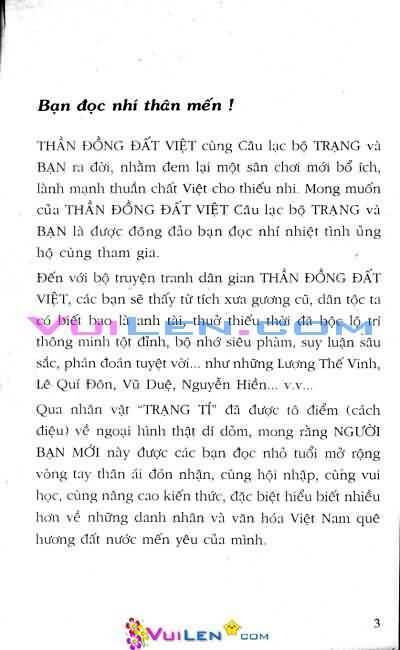 VUILEN.COM
Bạn đọc nhí thân mến !
THẦN ĐỒNG ĐẤT VIỆT cùng Câu lạc bộ TRẠNG và
BẠN ra đời, nhằm đem lại một sân chơi mới bổ ích,
lành mạnh thuần chất Việt cho thiếu nhi. Mong muốn
của THẦN ĐỒNG ĐẤT VIỆT Câu lạc bộ TRẠNG và
BẠN là được đông đảo bạn đọc nhí nhiệt tình ủng
hộ cùng tham gia.
Đến với bộ truyện tranh dân gian THẦN ĐỒNG ĐẤT
VIỆT, các bạn sẽ thấy từ tích xưa gương cũ, dân tộc ta
có biết bao là anh tài, thuở thiếu thời đã bộc lộ trí
VUILEN.COM
thông minh tột đỉnh, bộ nhớ siêu phàm, suy luận sâu
sắc, phán đoán tuyệt vời... như những Lương Thế Vinh,
Lê Quí Đôn, Vũ Duệ, Nguyễn Hiền... v.v...
Qua nhân vật “TRẠNG TÍ” đã được tô điểm (cách
điệu) về ngoại hình thật dí dỏm, mong rằng NGƯỜI
BẠN MỚI này được các bạn đọc nhỏ tuổi mở rộng
vòng tay thân ái đón nhận, cùng hội nhập, cùng vui
học, cùng nâng cao kiến thức, đặc biệt hiểu biết nhiều
hơn về những danh nhân và văn hóa Việt Nam quê
hương đất nước mến yêu của mình.
3
VUILEN.COM